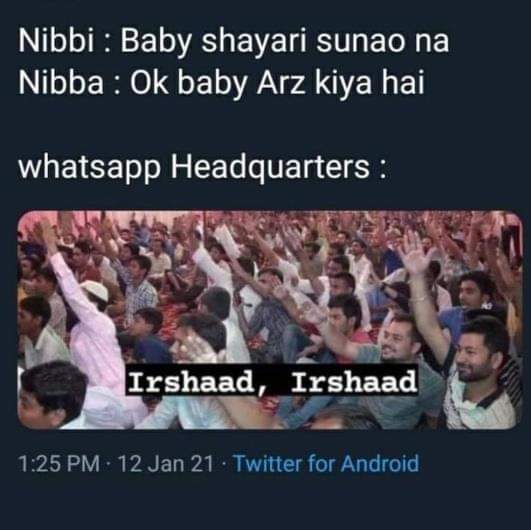 Nibbi : Baby shayari sunao na
Nibba : Ok baby Arz kiya hai
whatsapp Headquarters :
Irshaad, Irshaad
1:25 PM · 12 Jan 21 · Twitter for Android